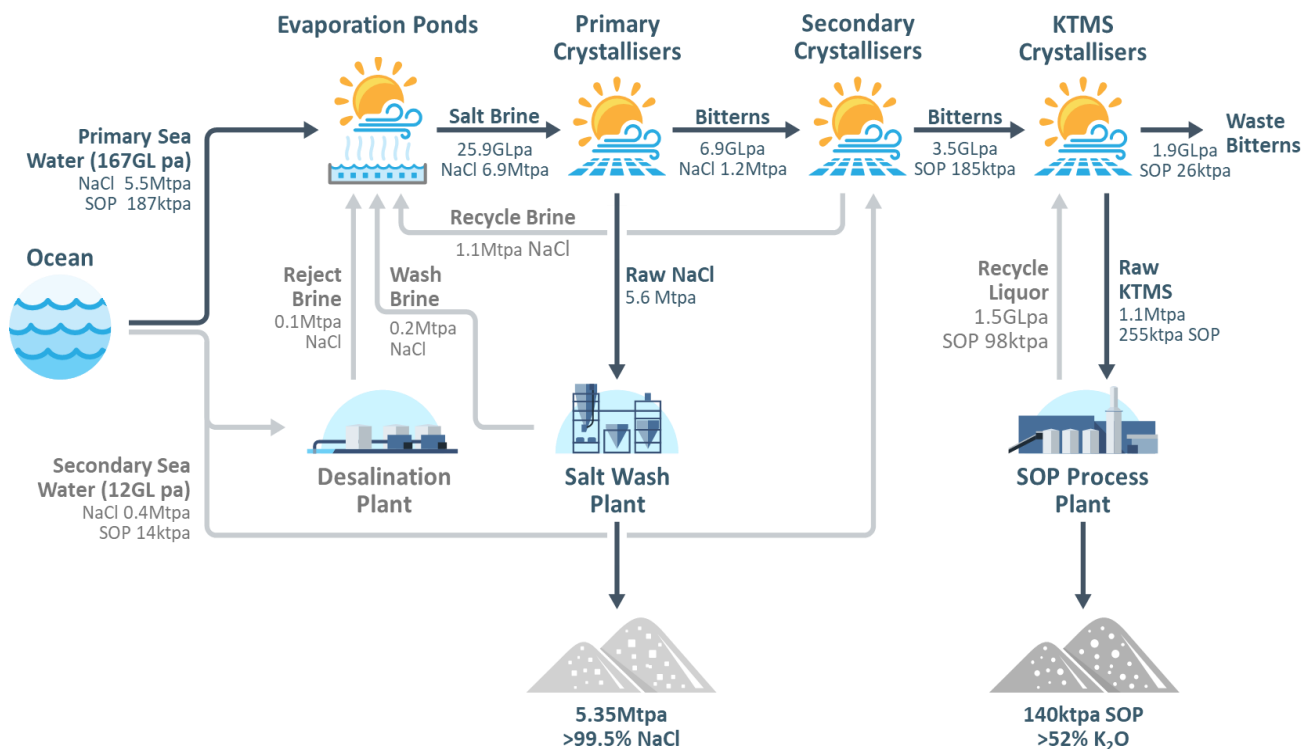 Evaporation Ponds
Primary
Crystallisers
Secondary
Crystallisers
KTMS
Crystallisers
Primary Sea
Water (167GL pa)
NaCl 5.5Mtpa
SOP 187ktpa
Salt Brine
25.9GLpa
NaCl 6.9Mtpa
Bitterns
6.9GLpa
NaCl 1.2Mtpa
Bitterns
3.5GLpa
SOP 185ktpa
1.9GLpa
SOP 26ktpa
Waste
Bitterns
Recycle Brine
1.1Mtpa NaCl
Ocean
Reject
Brine
0.1Mtpa
NaCl
Wash
Brine
0.2Mtpa
NaCl
Raw NaCl
5.6 Mtpa
Recycle
Liquor
1.5GLpa
SOP 98ktpa
Raw
KTMS
1.1Mtpa
255ktpa SOP
Secondary Sea
Water (12GL pa)
NaCl 0.4Mtpa
SOP 14ktpa
Desalination
Plant
Salt Wash
Plant
SOP Process
Plant
5.35Mtpa
>99.5% NaCl
140ktpa SOP
>52% K₂O